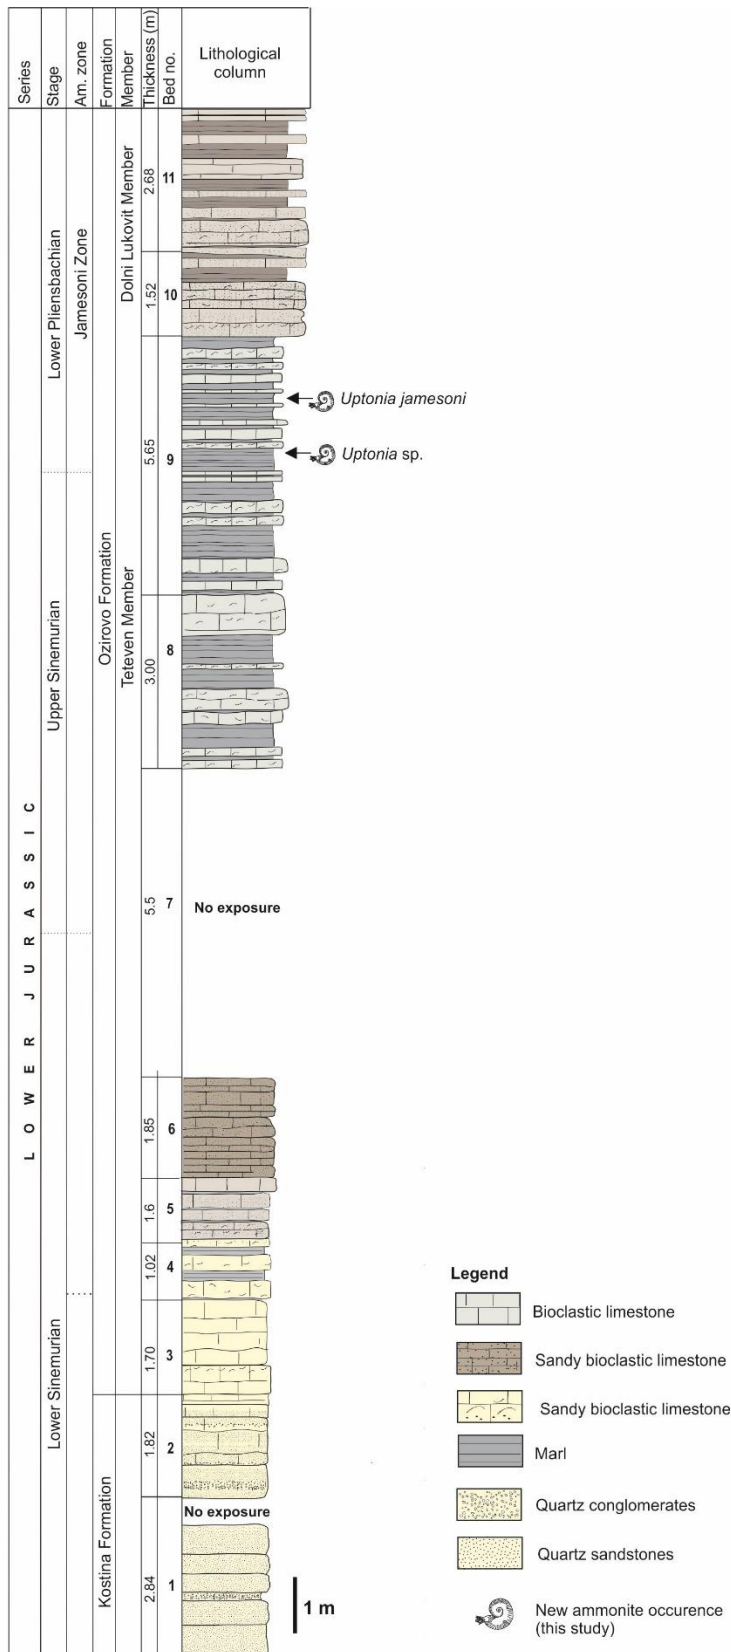 Series
Stage
Am. zone
Formation
Member
Thickness (m)
Bed no.
Lithological
column
LOWER JURASSIC
Lower Pliensbachian
Upper Sinemurian
Lower Sinemurian
Jamesoni Zone
Ozirovo Formation
Kostina Formation
Dolni Lukovit Member
Teteven Member
2.68
11
1.52
10
5.65
9
Uptonia jamesoni
Uptonia sp.
3.00
8
5.5
7
No exposure
1.85
6
1.6
5
1.02
4
1.70
3
1.82
2
No exposure
2.84
1
1 m
Legend
Bioclastic limestone
Sandy bioclastic limestone
Sandy bioclastic limestone
Marl
Quartz conglomerates
Quartz sandstones
New ammonite occurence
(this study)